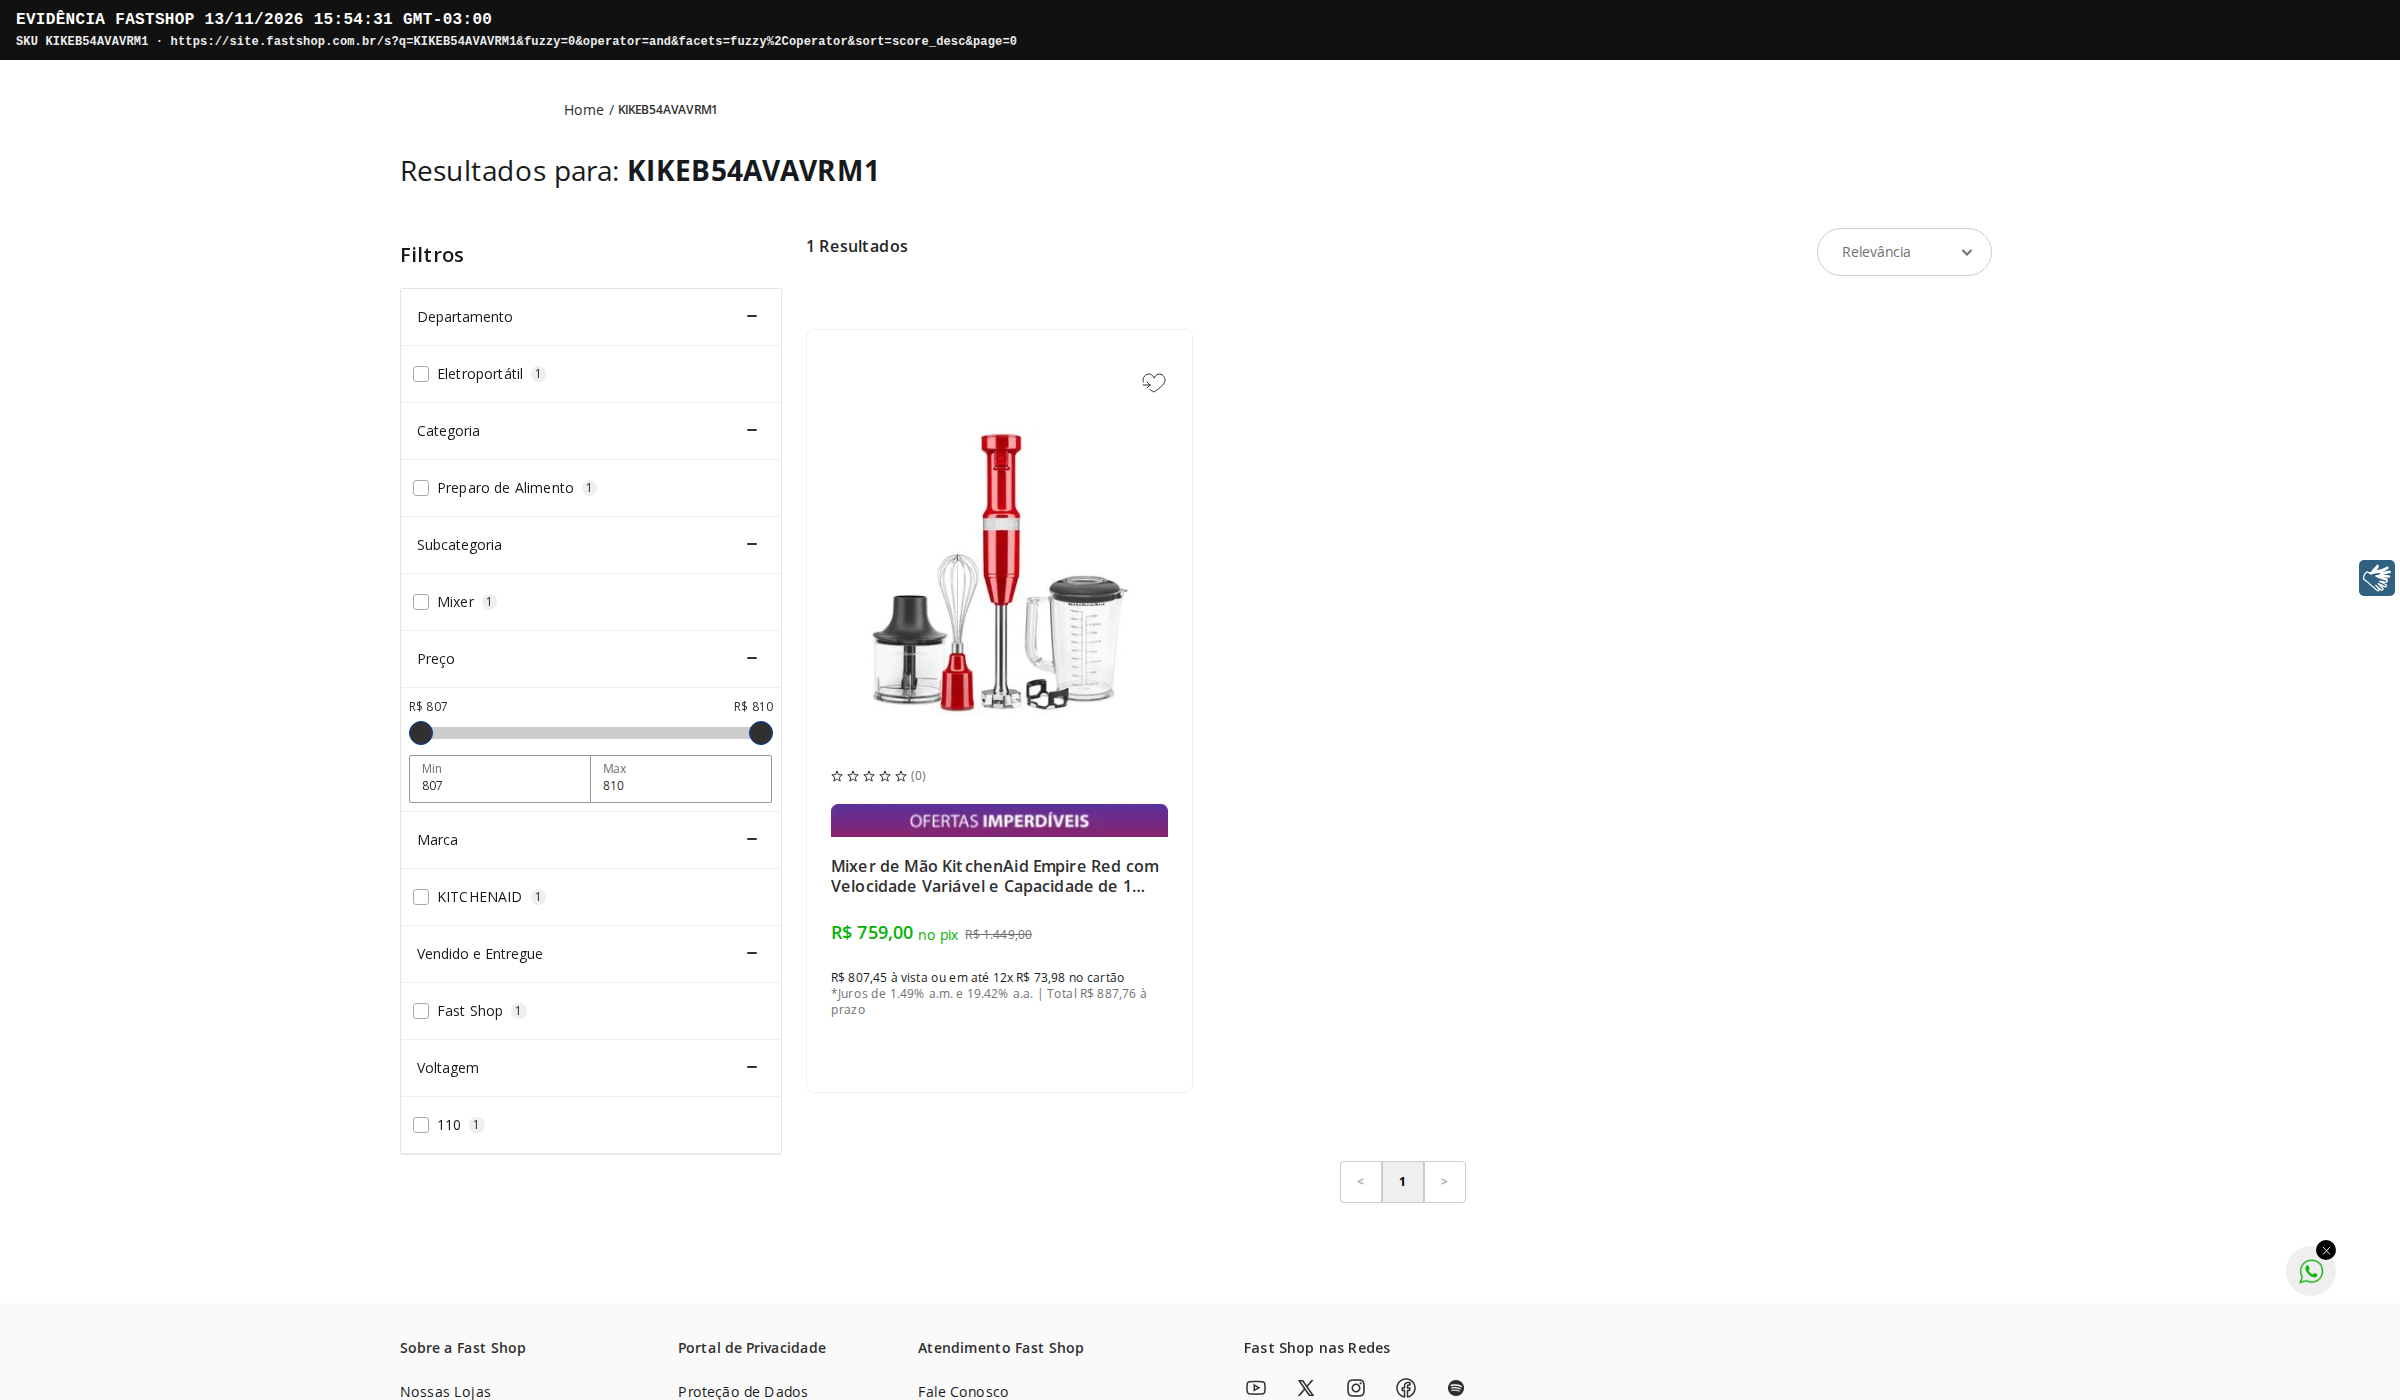 EVIDÊNCIA FASTSHOP 13/11/2026 15:54:31 GMT-03:00
SKU KIKEB54AVAVRM1 · https://site.fastshop.com.br/s?q=KIKEB54AVAVRM1&fuzzy=0&operator=and&facets=fuzzy%2Coperator&sort=score_desc&page=0
Home / KIKEB54AVAVRM1
Resultados para: KIKEB54AVAVRM1
Filtros
Departamento
Eletroportátil 1
Categoria
Preparo de Alimento 1
Subcategoria
Mixer 1
Preço
R$ 807 R$ 810
Min Max
807 810
Marca
KITCHENAID 1
Vendido e Entregue
Fast Shop 1
Voltagem
110 1
1 Resultados
Relevância
(0)
OFERTAS IMPERDÍVEIS
Mixer de Mão KitchenAid Empire Red com
Velocidade Variável e Capacidade de 1...
R$ 759,00 no pix R$ 1.449,00
R$ 807,45 à vista ou em até 12x R$ 73,98 no cartão
*Juros de 1.49% a.m. e 19.42% a.a. | Total R$ 887,76 à
prazo
< 1 >
Sobre a Fast Shop
Nossas Lojas
Portal de Privacidade
Proteção de Dados
Atendimento Fast Shop
Fale Conosco
Fast Shop nas Redes